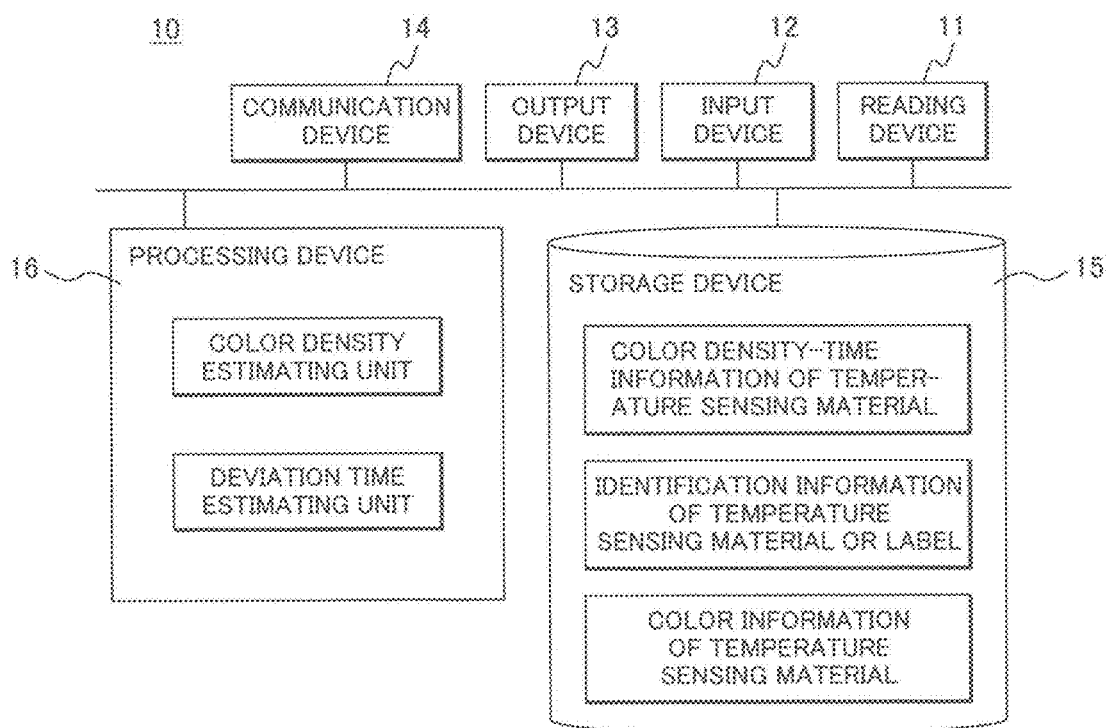 10
14
13
12
11
COMMUNICATION
DEVICE
OUTPUT
DEVICE
INPUT
DEVICE
READING
DEVICE
16
PROCESSING DEVICE
COLOR DENSITY
ESTIMATING UNIT
DEVIATION TIME
ESTIMATING UNIT
15
STORAGE DEVICE
COLOR DENSITY-TIME
INFORMATION OF TEMPER-
ATURE SENSING MATERIAL
IDENTIFICATION INFORMATION
OF TEMPERATURE
SENSING MATERIAL OR LABEL
COLOR INFORMATION
OF TEMPERATURE
SENSING MATERIAL